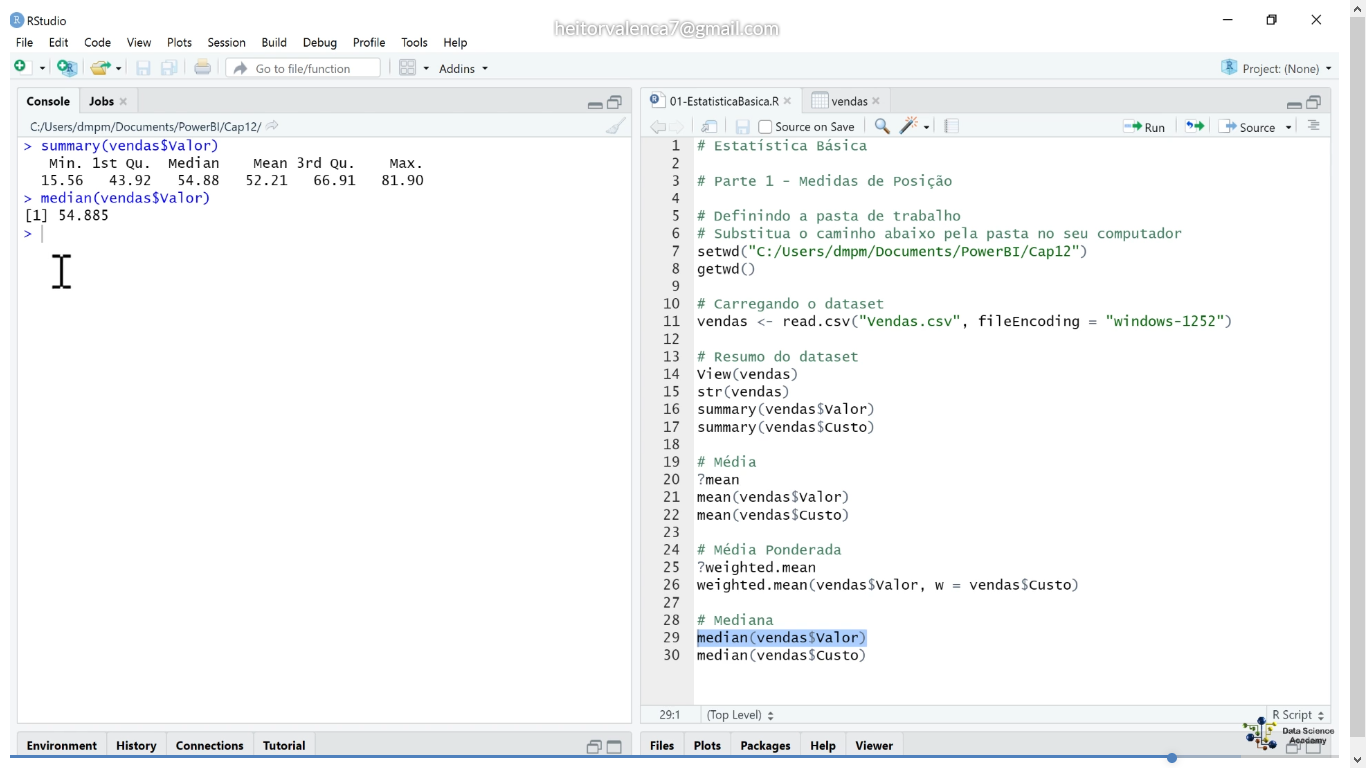 RStudio
heitorvalenca7@gmail.com
File Edit Code View Plots Session Build Debug Profile Tools Help
Go to file/function Addins Project: (None)
Console Jobs
C:/Users/dmpm/Documents/PowerBI/Cap12/
> summary(vendas$Valor)
Min. 1st Qu. Median Mean 3rd Qu. Max.
15.56 43.92 54.88 52.21 66.91 81.90
> median(vendas$Valor)
[1] 54.885
>
01-EstatisticaBasica.R vendas
Source on Save Run Source
1 # Estatística Básica
2
3 # Parte 1 - Medidas de Posição
4
5 # Definindo a pasta de trabalho
6 # Substitua o caminho abaixo pela pasta no seu computador
7 setwd("C:/Users/dmpm/Documents/PowerBI/Cap12")
8 getwd()
9
10 # Carregando o dataset
11 vendas <- read.csv("Vendas.csv", fileEncoding = "windows-1252")
12
13 # Resumo do dataset
14 View(vendas)
15 str(vendas)
16 summary(vendas$Valor)
17 summary(vendas$Custo)
18
19 # Média
20 ?mean
21 mean(vendas$Valor)
22 mean(vendas$Custo)
23
24 # Média Ponderada
25 ?weighted.mean
26 weighted.mean(vendas$Valor, w = vendas$Custo)
27
28 # Mediana
29 median(vendas$Valor)
30 median(vendas$Custo)
29:1 (Top Level) R Script
Data Science
Academy
Environment History Connections Tutorial
Files Plots Packages Help Viewer